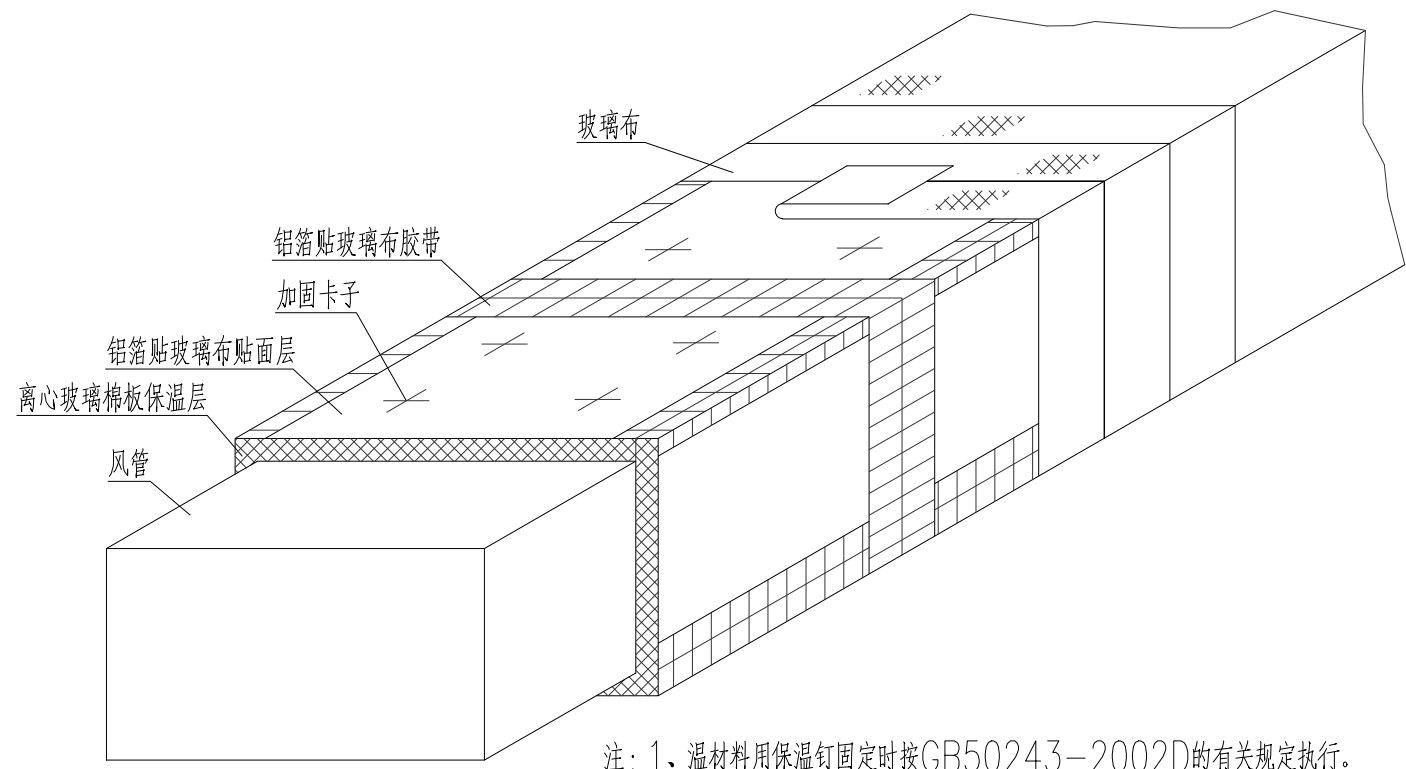 玻璃布
铝箔贴玻璃布胶带
加固卡子
铝箔贴玻璃布贴面层
离心玻璃棉板保温层
风管
注：1、温材料用保温钉固定时按GB50243-2002D的有关规定执行。